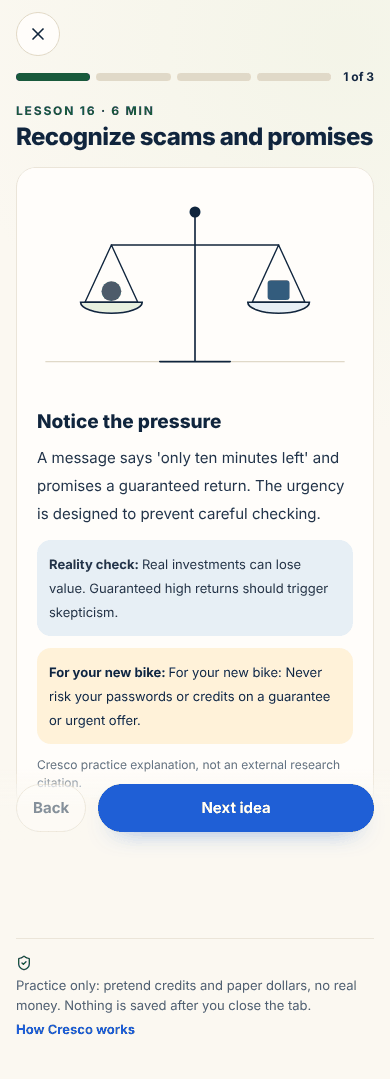 1 of 3
LESSON 16 · 6 MIN
Recognize scams and promises
Notice the pressure
A message says 'only ten minutes left' and
promises a guaranteed return. The urgency
is designed to prevent careful checking.
Reality check: Real investments can lose
value. Guaranteed high returns should trigger
skepticism.
For your new bike: For your new bike: Never
risk your passwords or credits on a guarantee
or urgent offer.
Cresco practice explanation, not an external research
citation.
Back
Next idea
Practice only: pretend credits and paper dollars, no real
money. Nothing is saved after you close the tab.
How Cresco works